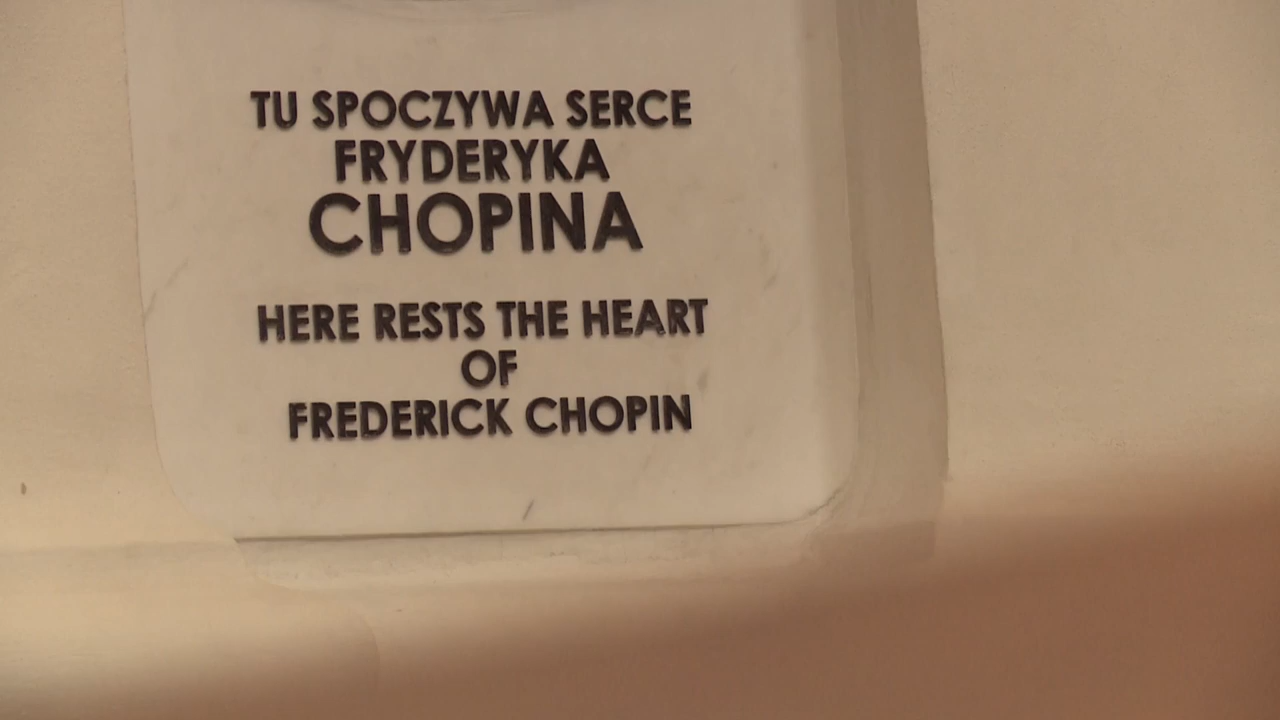 TU SPOCZYWA SERCE
FRYDERYKA
CHOPINA
HERE RESTS THE HEART
OF
FREDERICK CHOPIN